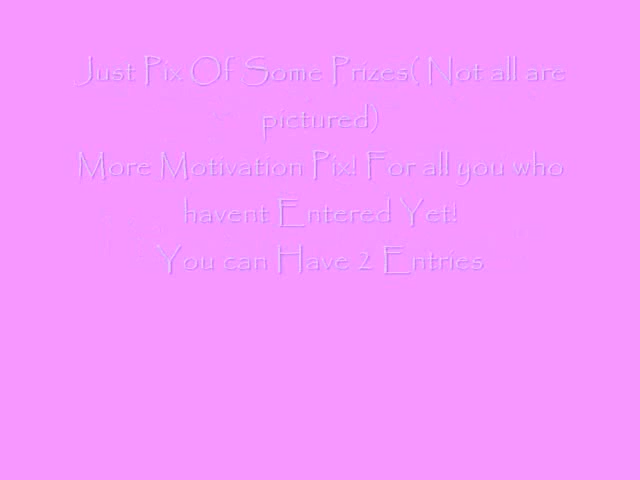 Just Pix Of Some Prizes( Not all are
pictured)
More Motivation Pix! For all you who
havent Entered Yet!
You can Have 2 Entries